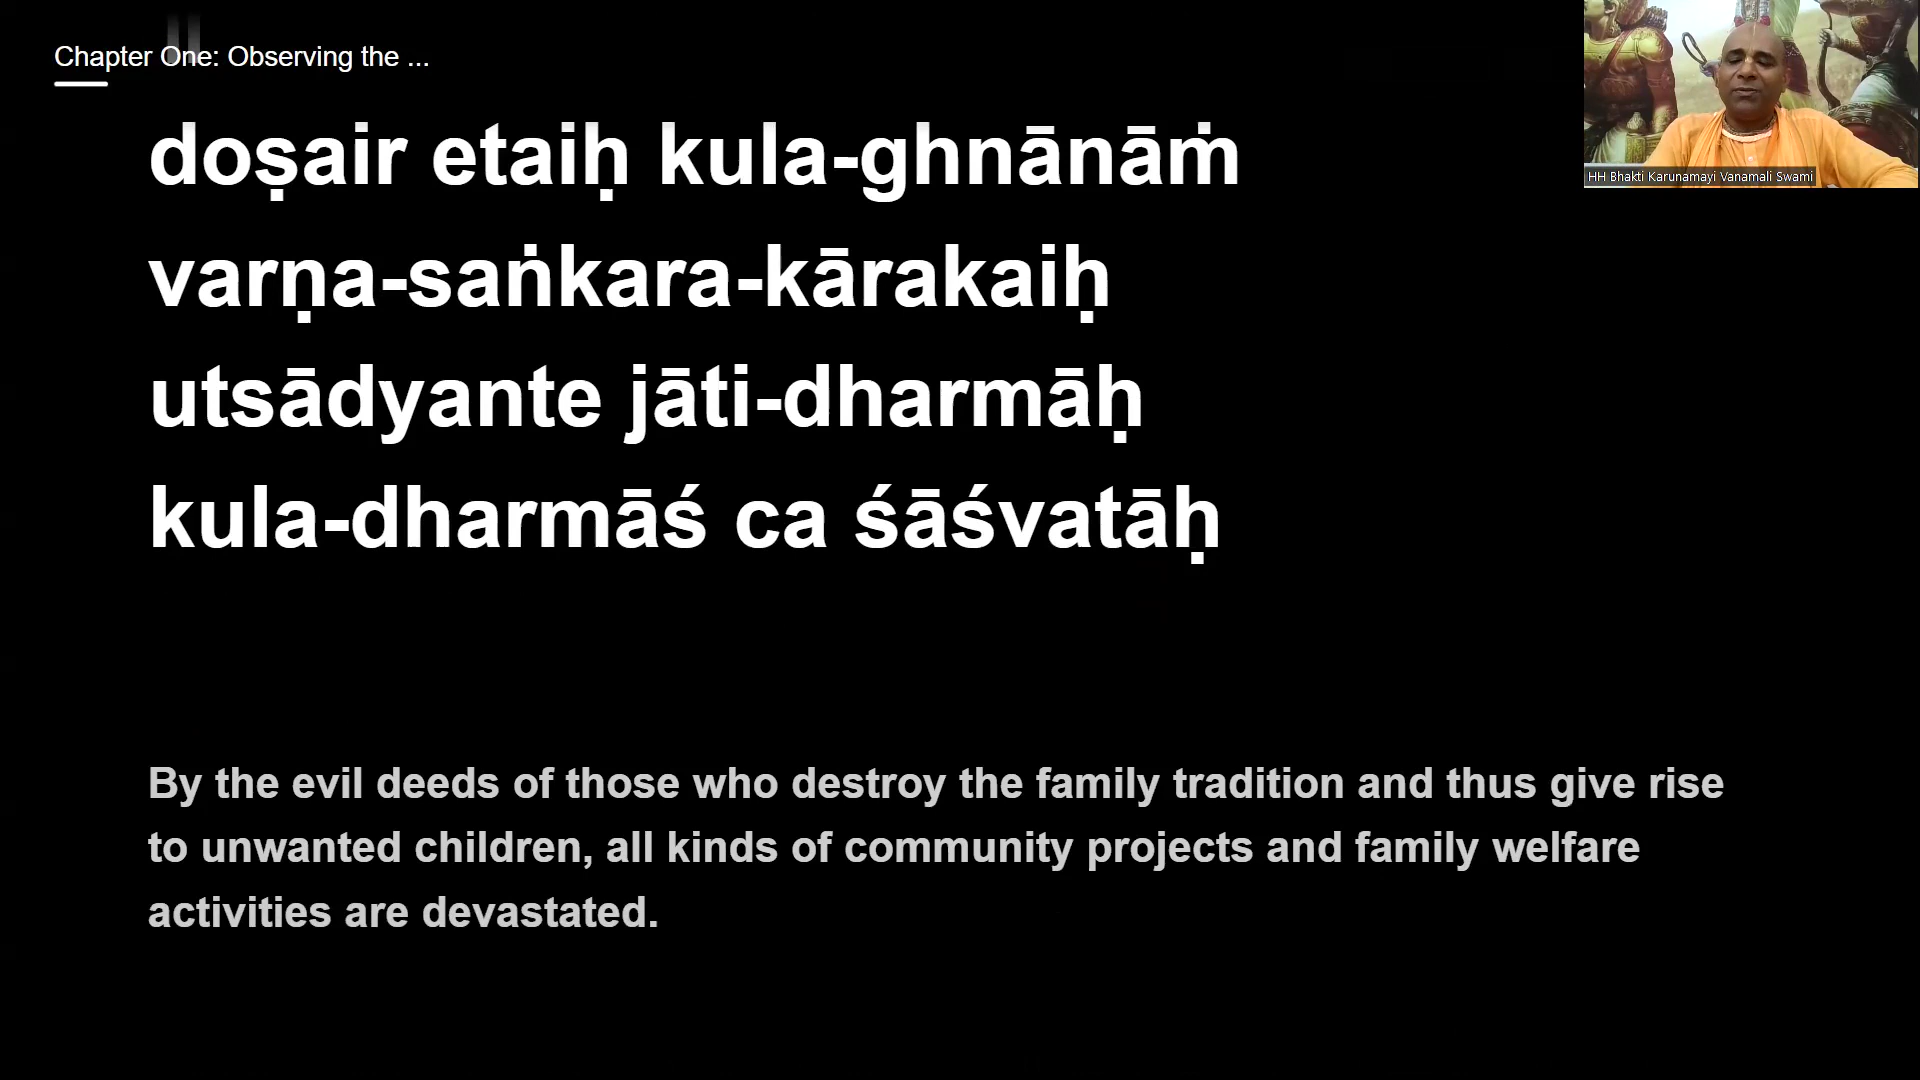 Chapter One: Observing the ...
HH Bhakti Karunamayi Vanamali Swami
doṣair etaiḥ kula-ghnānāṁ
varṇa-saṅkara-kārakaiḥ
utsādyante jāti-dharmāḥ
kula-dharmāś ca śāśvatāḥ
By the evil deeds of those who destroy the family tradition and thus give rise
to unwanted children, all kinds of community projects and family welfare
activities are devastated.